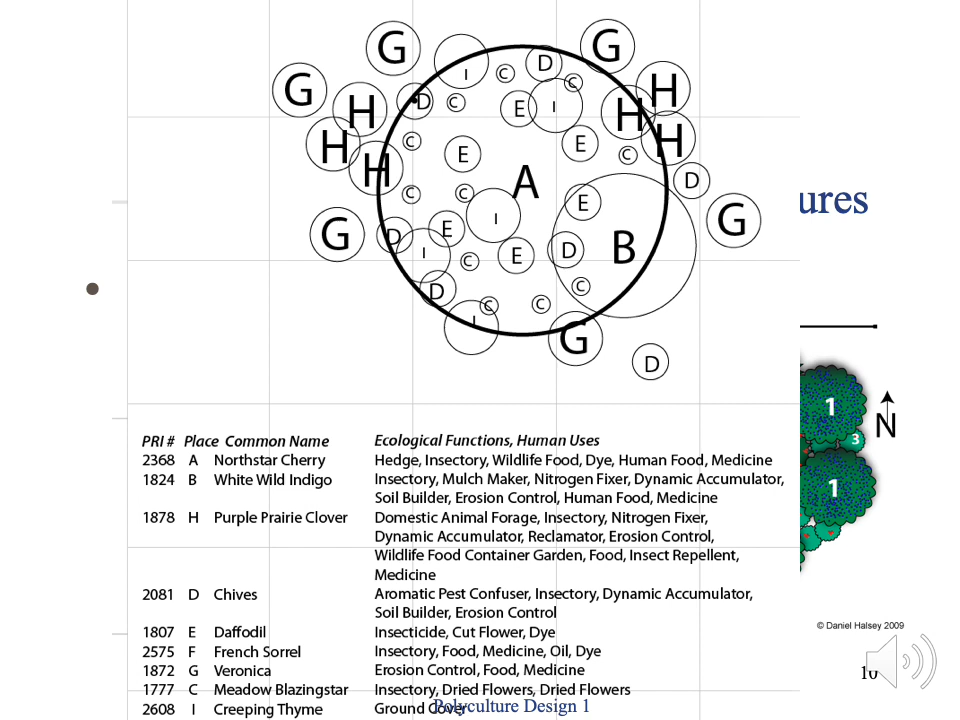 G
I
C
D
G
G
C
H
H
D
C
E
I
H
H
H
C
E
E
C
H
A
D
C
C
E
ures
G
I
G
D
E
B
I
C
E
D
D
C
C
C
I
G
D
1
N
3
1
PRI # Place Common Name Ecological Functions, Human Uses
2368 A Northstar Cherry Hedge, Insectory, Wildlife Food, Dye, Human Food, Medicine
1824 B White Wild Indigo Insectory, Mulch Maker, Nitrogen Fixer, Dynamic Accumulator,
Soil Builder, Erosion Control, Human Food, Medicine
1878 H Purple Prairie Clover Domestic Animal Forage, Insectory, Nitrogen Fixer,
Dynamic Accumulator, Reclamator, Erosion Control,
Wildlife Food Container Garden, Food, Insect Repellent,
Medicine
2081 D Chives Aromatic Pest Confuser, Insectory, Dynamic Accumulator,
Soil Builder, Erosion Control
1807 E Daffodil Insecticide, Cut Flower, Dye
2575 F French Sorrel Insectory, Food, Medicine, Oil, Dye
1872 G Veronica Erosion Control, Food, Medicine
1777 C Meadow Blazingstar Insectory, Dried Flowers, Dried Flowers
2608 I Creeping Thyme Ground Cover
© Daniel Halsey 2009
10
Polyculture Design 1